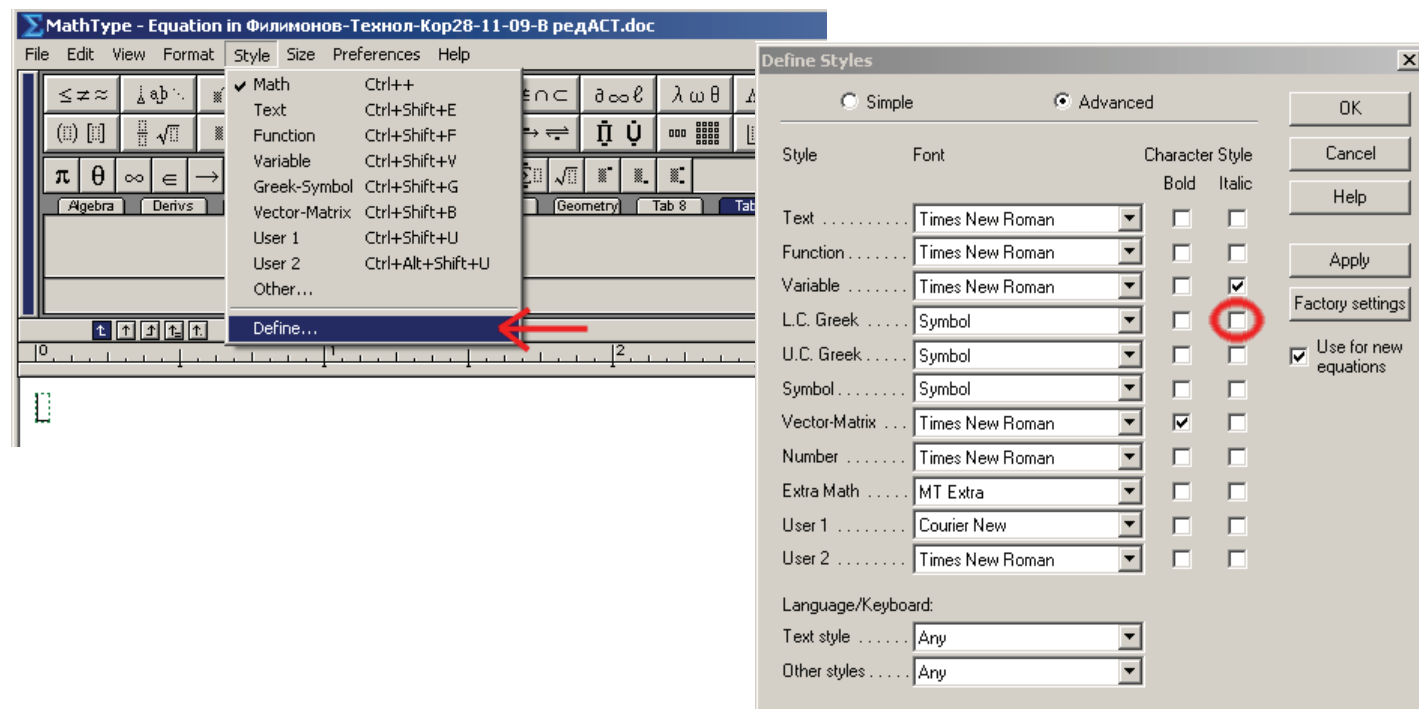 MathType - Equation in Филимонов-Технол-Кор28-11-09-В редАСТ.doc
File Edit View Format Style Size Preferences Help
Math Ctrl++
Text Ctrl+Shift+E
Function Ctrl+Shift+F
Variable Ctrl+Shift+V
Greek-Symbol Ctrl+Shift+G
Vector-Matrix Ctrl+Shift+B
User 1 Ctrl+Shift+U
User 2 Ctrl+Alt+Shift+U
Other...
Define...
≤≠≈
∂∞ℓ
λωθ
π θ ∞ ∈ →
Algebra Derivs Geometry Tab 8 Tab
0 1 2
Define Styles
Simple Advanced
Style Font Character Style
Bold Italic
Text .......... Times New Roman
Function ....... Times New Roman
Variable ....... Times New Roman
L.C. Greek ..... Symbol
U.C. Greek ..... Symbol
Symbol ........ Symbol
Vector-Matrix ... Times New Roman
Number ....... Times New Roman
Extra Math ..... MT Extra
User 1 ........ Courier New
User 2 ........ Times New Roman
Language/Keyboard:
Text style ...... Any
Other styles ..... Any
OK
Cancel
Help
Apply
Factory settings
Use for new
equations